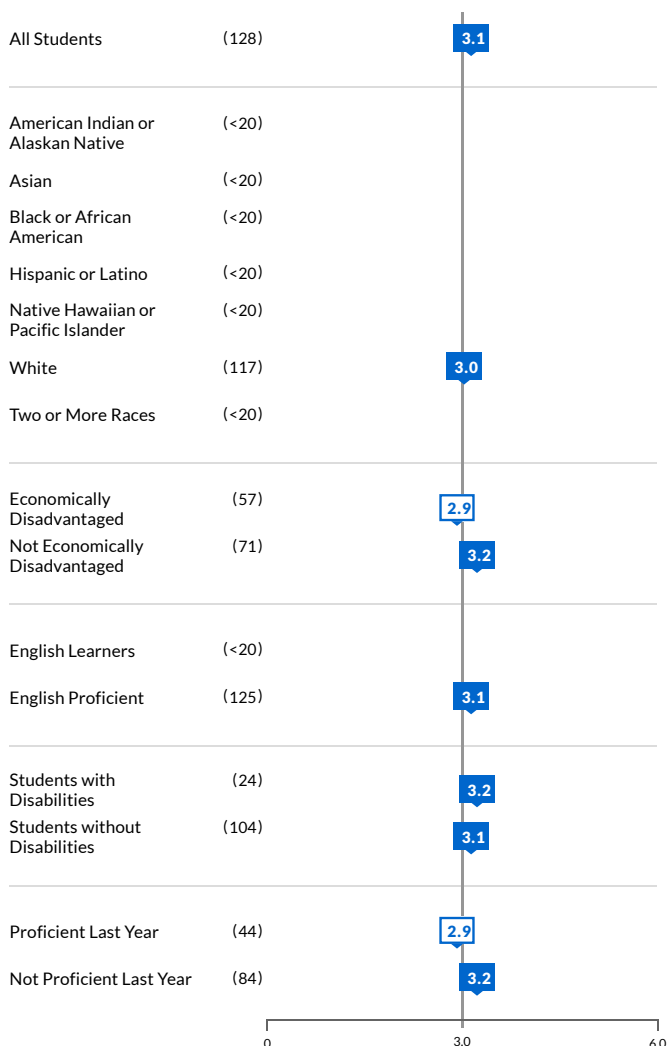 All Students (128) 3.1
American Indian or (<20)
Alaskan Native
Asian (<20)
Black or African (<20)
American
Hispanic or Latino (<20)
Native Hawaiian or (<20)
Pacific Islander
White (117) 3.0
Two or More Races (<20)
Economically (57) 2.9
Disadvantaged
Not Economically (71) 3.2
Disadvantaged
English Learners (<20)
English Proficient (125) 3.1
Students with (24) 3.2
Disabilities
Students without (104) 3.1
Disabilities
Proficient Last Year (44) 2.9
Not Proficient Last Year (84) 3.2
0 3.0 6.0